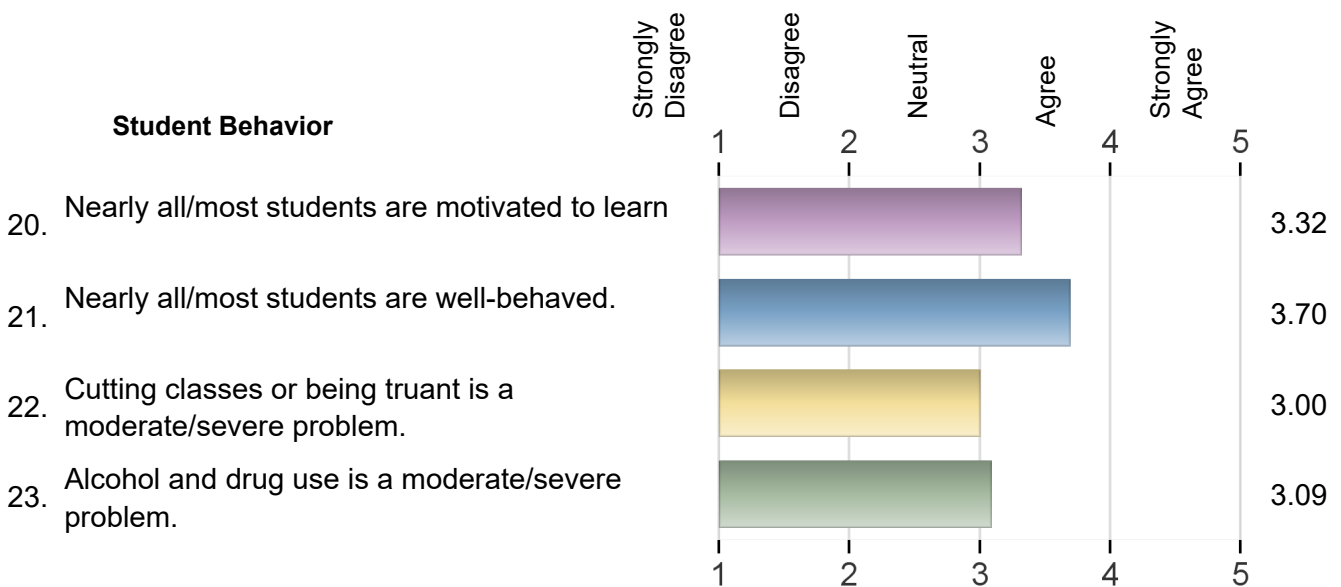 Strongly
Disagree
Disagree
Neutral
Agree
Strongly
Agree
Student Behavior
1 2 3 4 5
20. Nearly all/most students are motivated to learn 3.32
21. Nearly all/most students are well-behaved. 3.70
22. Cutting classes or being truant is a
moderate/severe problem. 3.00
23. Alcohol and drug use is a moderate/severe
problem. 3.09
1 2 3 4 5